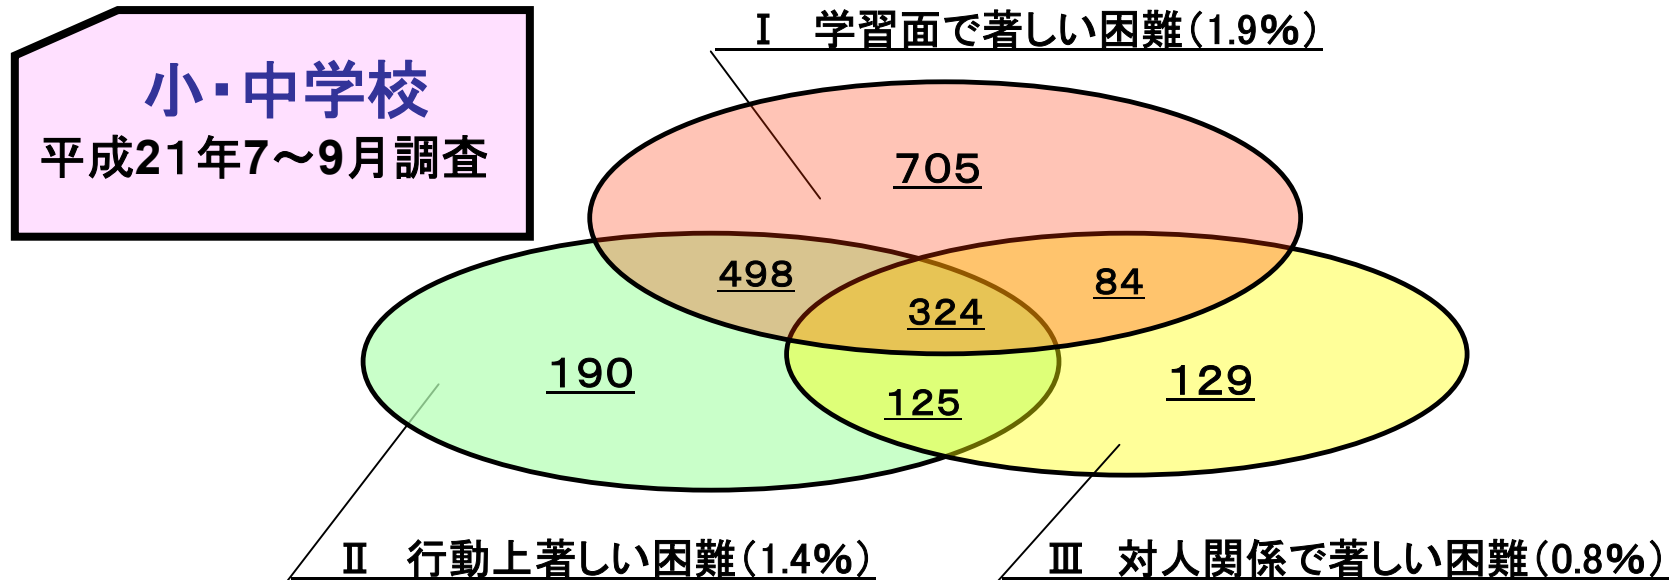 小・中学校
平成21年7～9月調査
Ⅰ　学習面で著しい困難（1.9％）
705
498
84
324
190
129
125
Ⅱ　行動上著しい困難（1.4％）
Ⅲ　対人関係で著しい困難（0.8％）